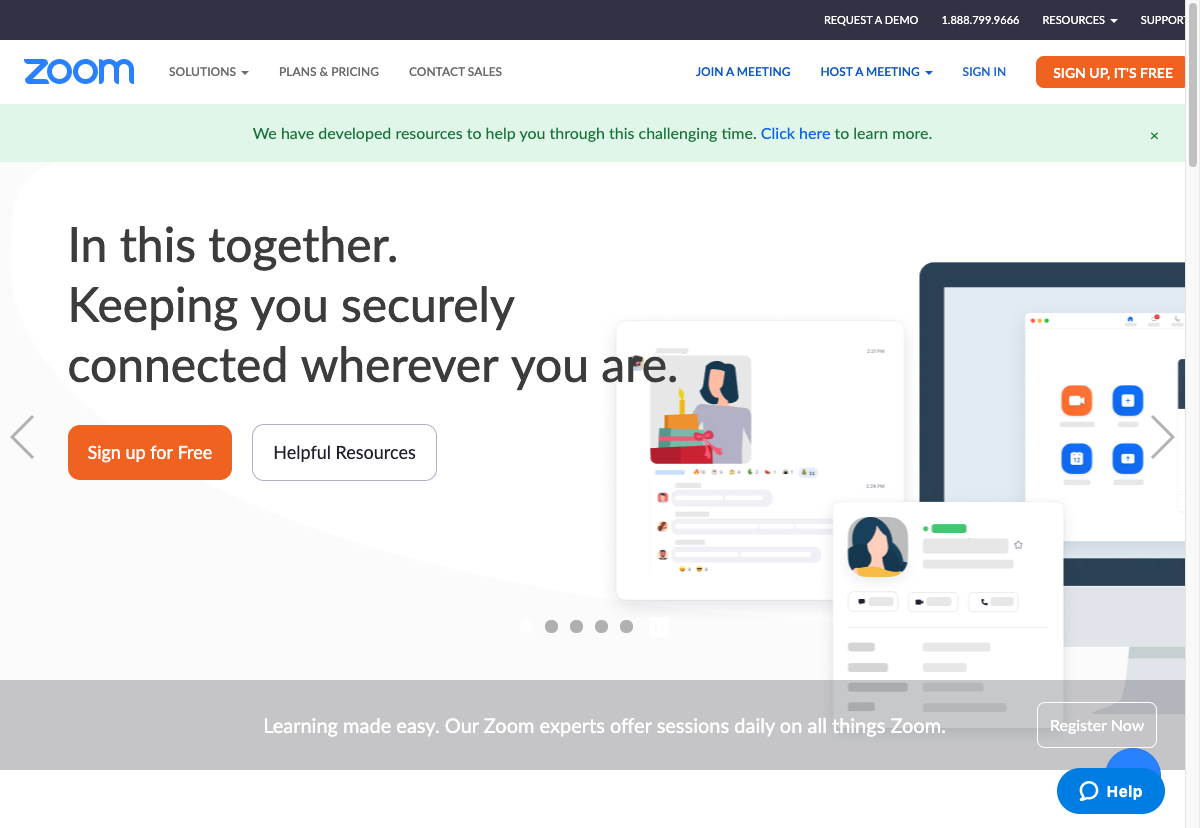 REQUEST A DEMO 1.888.799.9666 RESOURCES SUPPORT
zoom SOLUTIONS PLANS & PRICING CONTACT SALES JOIN A MEETING HOST A MEETING SIGN IN SIGN UP, IT'S FREE
We have developed resources to help you through this challenging time. Click here to learn more. ×
In this together.
Keeping you securely
connected wherever you are.
Sign up for Free Helpful Resources
Learning made easy. Our Zoom experts offer sessions daily on all things Zoom. Register Now
Help